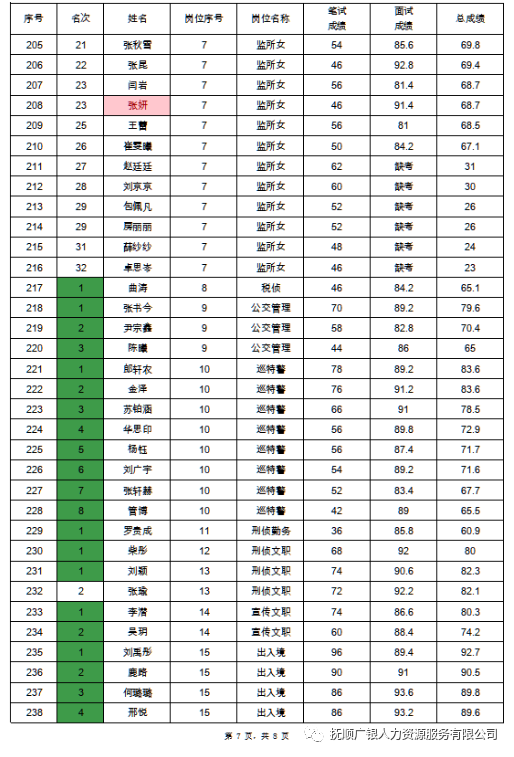 序号 名次 姓名 岗位序号 岗位名称 笔试成绩 面试成绩 总成绩
205 21 张秋雪 7 监所女 54 85.6 69.8
206 22 张昆 7 监所女 46 92.8 69.4
207 23 闫岩 7 监所女 56 81.4 68.7
208 23 张妍 7 监所女 46 91.4 68.7
209 25 王蕾 7 监所女 56 81 68.5
210 26 崔雯曦 7 监所女 50 84.2 67.1
211 27 赵廷廷 7 监所女 62 缺考 31
212 28 刘京京 7 监所女 60 缺考 30
213 29 包佩凡 7 监所女 52 缺考 26
214 29 房丽丽 7 监所女 52 缺考 26
215 31 薛纱纱 7 监所女 48 缺考 24
216 32 卓思岑 7 监所女 46 缺考 23
217 1 曲涛 8 税侦 46 84.2 65.1
218 1 张书今 9 公交管理 70 89.2 79.6
219 2 尹宗鑫 9 公交管理 58 82.8 70.4
220 3 陈曦 9 公交管理 44 86 65
221 1 郎轩农 10 巡特警 78 89.2 83.6
222 2 金泽 10 巡特警 76 91.2 83.6
223 3 苏铂涵 10 巡特警 66 91 78.5
224 4 华思印 10 巡特警 56 89.8 72.9
225 5 杨钰 10 巡特警 56 87.4 71.7
226 6 刘广宇 10 巡特警 54 89.2 71.6
227 7 张轩赫 10 巡特警 52 83.4 67.7
228 8 管博 10 巡特警 42 89 65.5
229 1 罗贵成 11 刑侦勤务 36 85.8 60.9
230 1 柴彤 12 刑侦文职 68 92 80
231 1 刘颖 13 刑侦文职 74 90.6 82.3
232 2 张瑜 13 刑侦文职 72 92.2 82.1
233 1 李潜 14 宣传文职 74 86.6 80.3
234 2 吴玥 14 宣传文职 60 88.4 74.2
235 1 刘禹彤 15 出入境 96 89.4 92.7
236 2 鹿路 15 出入境 90 91 90.5
237 3 何璐璐 15 出入境 86 93.6 89.8
238 4 邢悦 15 出入境 86 93.2 89.6
第 7 页，共 8 页
抚顺广银人力资源服务有限公司